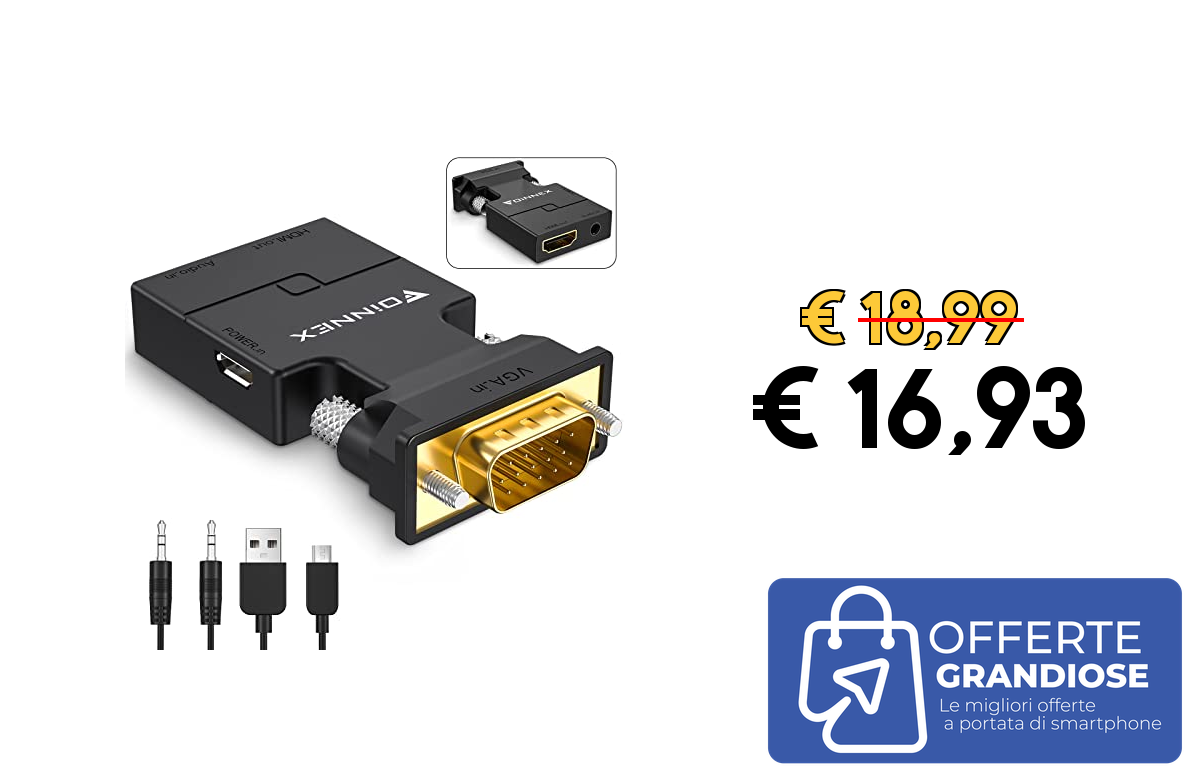 FOINNEX
HDMI.out
Audio.in
POWER.in
FOINNEX
VGA.in
€ 18,99
€ 16,93
OFFERTE
GRANDIOSE
Le migliori offerte
a portata di smartphone